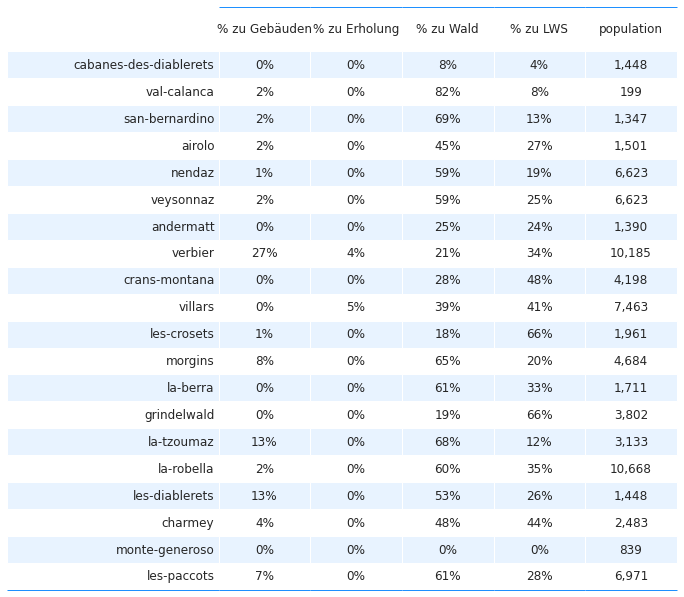 % zu Gebäuden % zu Erholung % zu Wald % zu LWS population
cabanes-des-diablerets 0% 0% 8% 4% 1,448
val-calanca 2% 0% 82% 8% 199
san-bernardino 2% 0% 69% 13% 1,347
airolo 2% 0% 45% 27% 1,501
nendaz 1% 0% 59% 19% 6,623
veysonnaz 2% 0% 59% 25% 6,623
andermatt 0% 0% 25% 24% 1,390
verbier 27% 4% 21% 34% 10,185
crans-montana 0% 0% 28% 48% 4,198
villars 0% 5% 39% 41% 7,463
les-crosets 1% 0% 18% 66% 1,961
morgins 8% 0% 65% 20% 4,684
la-berra 0% 0% 61% 33% 1,711
grindelwald 0% 0% 19% 66% 3,802
la-tzoumaz 13% 0% 68% 12% 3,133
la-robella 2% 0% 60% 35% 10,668
les-diablerets 13% 0% 53% 26% 1,448
charmey 4% 0% 48% 44% 2,483
monte-generoso 0% 0% 0% 0% 839
les-paccots 7% 0% 61% 28% 6,971